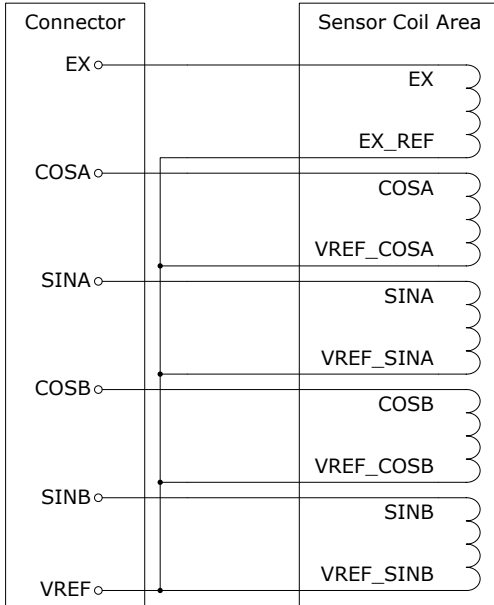 Connector
Sensor Coil Area
EX
EX
EX_REF
COSA
COSA
VREF_COSA
SINA
SINA
VREF_SINA
COSB
COSB
VREF_COSB
SINB
SINB
VREF_SINB
VREF